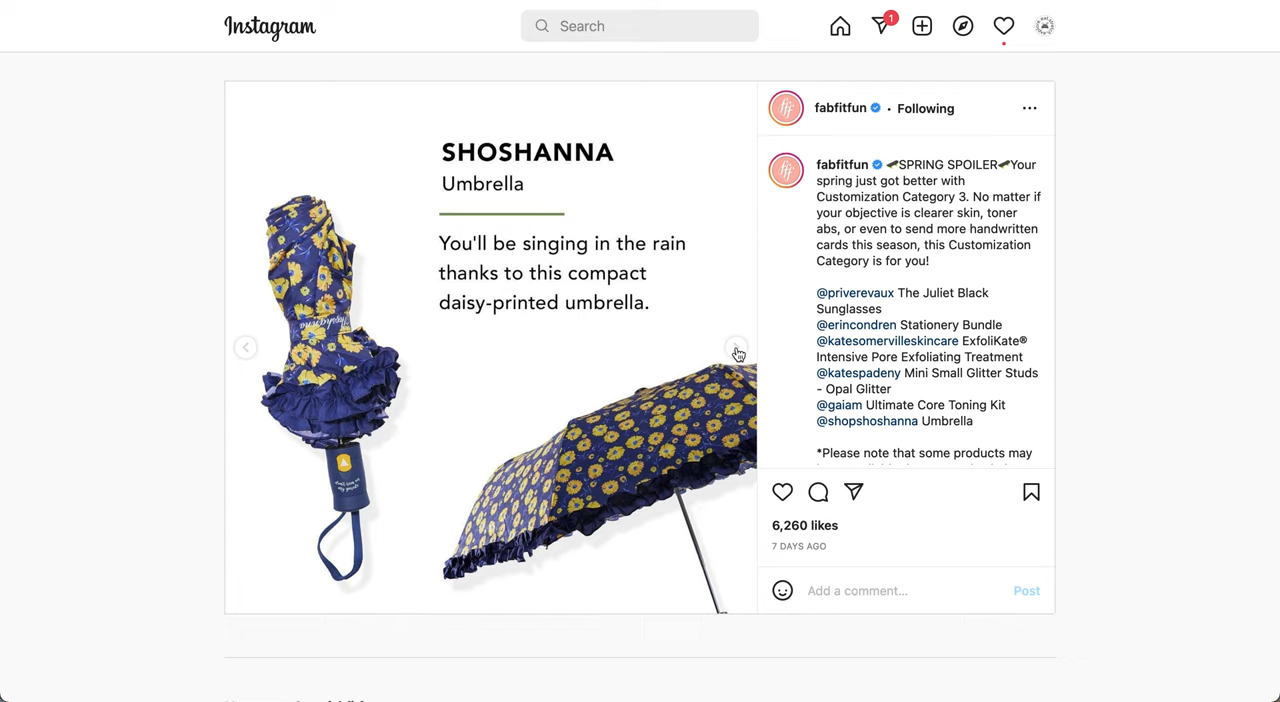 Instagram
Search
1
SHOSHANNA
Umbrella
You'll be singing in the rain
thanks to this compact
daisy-printed umbrella.
fabfitfun • Following
fff
fff
fabfitfun SPRING SPOILER Your
spring just got better with
Customization Category 3. No matter if
your objective is clearer skin, toner
abs, or even to send more handwritten
cards this season, this Customization
Category is for you!
@priverevaux The Juliet Black
Sunglasses
@erincondren Stationery Bundle
@katesomervilleskincare ExfoliKate®
Intensive Pore Exfoliating Treatment
@katespadeny Mini Small Glitter Studs
- Opal Glitter
@gaiam Ultimate Core Toning Kit
@shopshoshanna Umbrella
*Please note that some products may
6,260 likes
7 DAYS AGO
Add a comment...
Post